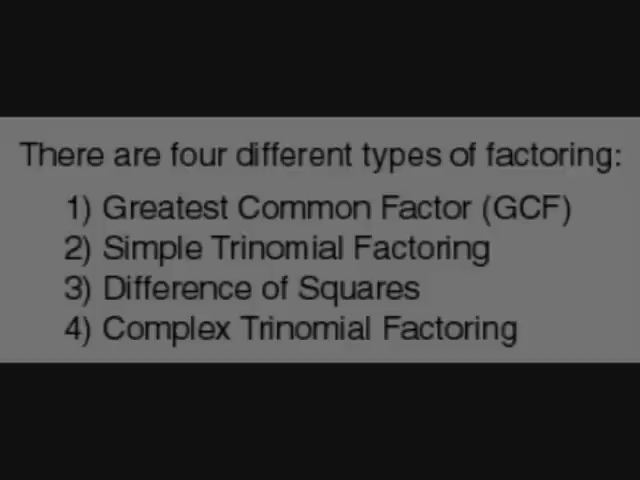 There are four different types of factoring:
1) Greatest Common Factor (GCF)
2) Simple Trinomial Factoring
3) Difference of Squares
4) Complex Trinomial Factoring